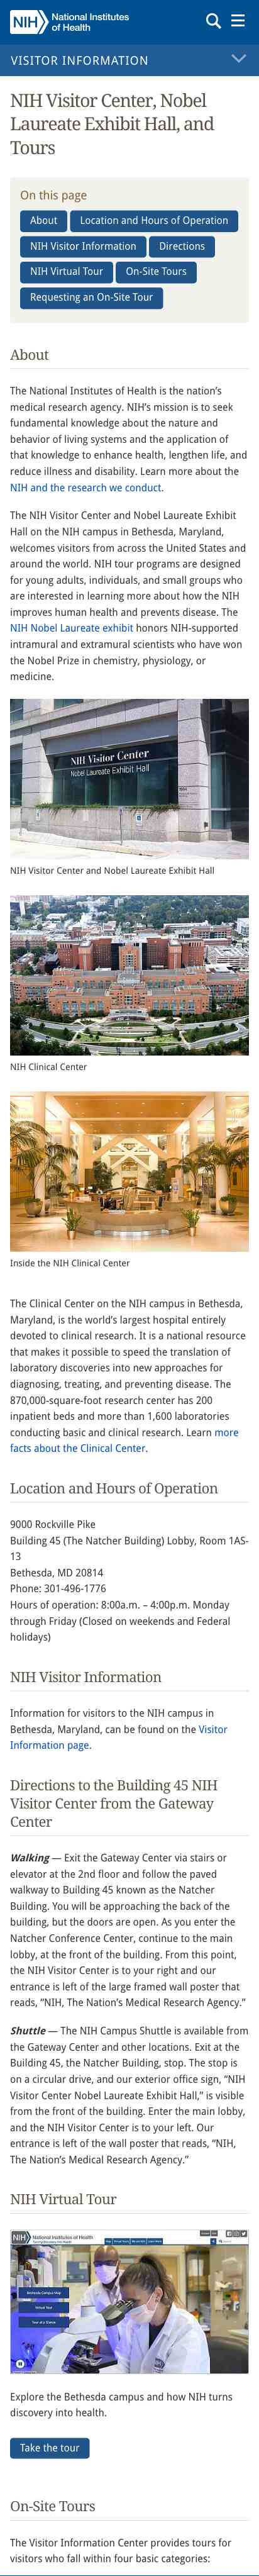 NIH
National Institutes
of Health
VISITOR INFORMATION
NIH Visitor Center, Nobel
Laureate Exhibit Hall, and
Tours
On this page
About
Location and Hours of Operation
NIH Visitor Information
Directions
NIH Virtual Tour
On-Site Tours
Requesting an On-Site Tour
About
The National Institutes of Health is the nation’s
medical research agency. NIH’s mission is to seek
fundamental knowledge about the nature and
behavior of living systems and the application of
that knowledge to enhance health, lengthen life, and
reduce illness and disability. Learn more about the
NIH and the research we conduct.
The NIH Visitor Center and Nobel Laureate Exhibit
Hall on the NIH campus in Bethesda, Maryland,
welcomes visitors from across the United States and
around the world. NIH tour programs are designed
for young adults, individuals, and small groups who
are interested in learning more about how the NIH
improves human health and prevents disease. The
NIH Nobel Laureate exhibit honors NIH-supported
intramural and extramural scientists who have won
the Nobel Prize in chemistry, physiology, or
medicine.
NIH Visitor Center
Nobel Laureate Exhibit Hall
NIH Visitor Center and Nobel Laureate Exhibit Hall
NIH Clinical Center
Inside the NIH Clinical Center
The Clinical Center on the NIH campus in Bethesda,
Maryland, is the world’s largest hospital entirely
devoted to clinical research. It is a national resource
that makes it possible to speed the translation of
laboratory discoveries into new approaches for
diagnosing, treating, and preventing disease. The
870,000-square-foot research center has 200
inpatient beds and more than 1,600 laboratories
conducting basic and clinical research. Learn more
facts about the Clinical Center.
Location and Hours of Operation
9000 Rockville Pike
Building 45 (The Natcher Building) Lobby, Room 1AS-
13
Bethesda, MD 20814
Phone: 301-496-1776
Hours of operation: 8:00a.m. – 4:00p.m. Monday
through Friday (Closed on weekends and Federal
holidays)
NIH Visitor Information
Information for visitors to the NIH campus in
Bethesda, Maryland, can be found on the Visitor
Information page.
Directions to the Building 45 NIH
Visitor Center from the Gateway
Center
Walking — Exit the Gateway Center via stairs or
elevator at the 2nd floor and follow the paved
walkway to Building 45 known as the Natcher
Building. You will be approaching the back of the
building, but the doors are open. As you enter the
Natcher Conference Center, continue to the main
lobby, at the front of the building. From this point,
the NIH Visitor Center is to your right and our
entrance is left of the large framed wall poster that
reads, “NIH, The Nation’s Medical Research Agency.”
Shuttle — The NIH Campus Shuttle is available from
the Gateway Center and other locations. Exit at the
Building 45, the Natcher Building, stop. The stop is
on a circular drive, and our exterior office sign, “NIH
Visitor Center Nobel Laureate Exhibit Hall,” is visible
from the front of the building. Enter the main lobby,
and the NIH Visitor Center is to your left. Our
entrance is left of the wall poster that reads, “NIH,
The Nation’s Medical Research Agency.”
NIH Virtual Tour
NIH
National Institutes of Health
Bethesda Campus Map
Virtual Tour
Explore the Bethesda campus and how NIH turns
discovery into health.
Take the tour
On-Site Tours
The Visitor Information Center provides tours for
visitors who fall within four basic categories: